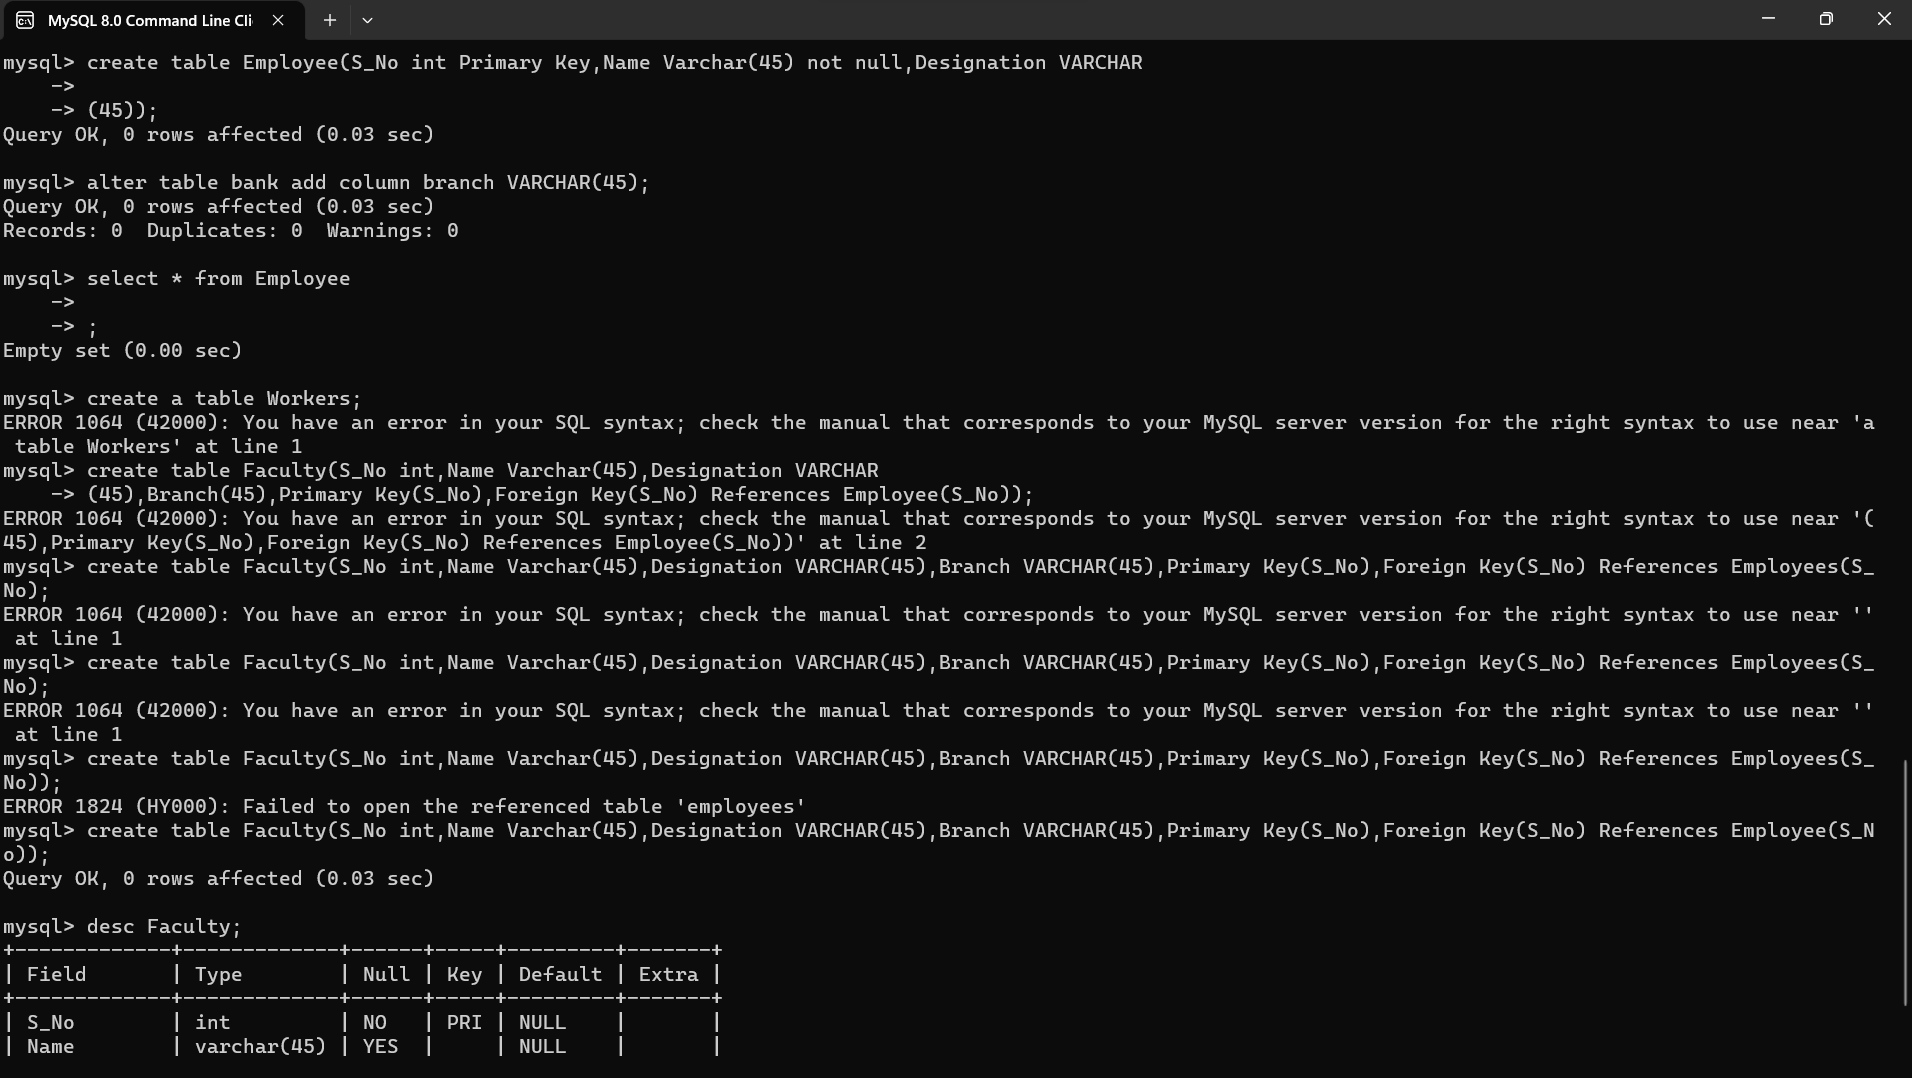 MySQL 8.0 Command Line Cli
mysql> create table Employee(S_No int Primary Key,Name Varchar(45) not null,Designation VARCHAR
    ->
    -> (45));
Query OK, 0 rows affected (0.03 sec)
mysql> alter table bank add column branch VARCHAR(45);
Query OK, 0 rows affected (0.03 sec)
Records: 0  Duplicates: 0  Warnings: 0
mysql> select * from Employee
    ->
    -> ;
Empty set (0.00 sec)
mysql> create a table Workers;
ERROR 1064 (42000): You have an error in your SQL syntax; check the manual that corresponds to your MySQL server version for the right syntax to use near 'a
 table Workers' at line 1
mysql> create table Faculty(S_No int,Name Varchar(45),Designation VARCHAR
    -> (45),Branch(45),Primary Key(S_No),Foreign Key(S_No) References Employee(S_No));
ERROR 1064 (42000): You have an error in your SQL syntax; check the manual that corresponds to your MySQL server version for the right syntax to use near '(
45),Primary Key(S_No),Foreign Key(S_No) References Employee(S_No))' at line 2
mysql> create table Faculty(S_No int,Name Varchar(45),Designation VARCHAR(45),Branch VARCHAR(45),Primary Key(S_No),Foreign Key(S_No) References Employees(S_
No);
ERROR 1064 (42000): You have an error in your SQL syntax; check the manual that corresponds to your MySQL server version for the right syntax to use near ''
 at line 1
mysql> create table Faculty(S_No int,Name Varchar(45),Designation VARCHAR(45),Branch VARCHAR(45),Primary Key(S_No),Foreign Key(S_No) References Employees(S_
No);
ERROR 1064 (42000): You have an error in your SQL syntax; check the manual that corresponds to your MySQL server version for the right syntax to use near ''
 at line 1
mysql> create table Faculty(S_No int,Name Varchar(45),Designation VARCHAR(45),Branch VARCHAR(45),Primary Key(S_No),Foreign Key(S_No) References Employees(S_
No));
ERROR 1824 (HY000): Failed to open the referenced table 'employees'
mysql> create table Faculty(S_No int,Name Varchar(45),Designation VARCHAR(45),Branch VARCHAR(45),Primary Key(S_No),Foreign Key(S_No) References Employee(S_N
o));
Query OK, 0 rows affected (0.03 sec)
mysql> desc Faculty;
+-------------+-------------+------+-----+---------+-------+
| Field       | Type        | Null | Key | Default | Extra |
+-------------+-------------+------+-----+---------+-------+
| S_No        | int         | NO   | PRI | NULL    |       |
| Name        | varchar(45) | YES  |     | NULL    |       |